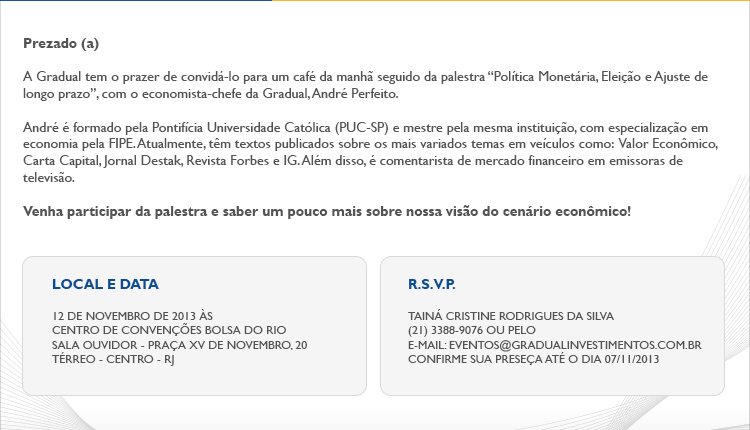 Prezado (a)
A Gradual tem o prazer de convidá-lo para um café da manhã seguido da palestra “Política Monetária, Eleição e Ajuste de
longo prazo”, com o economista-chefe da Gradual, André Perfeito.
André é formado pela Pontifícia Universidade Católica (PUC-SP) e mestre pela mesma instituição, com especialização em
economia pela FIPE. Atualmente, têm textos publicados sobre os mais variados temas em veículos como: Valor Econômico,
Carta Capital, Jornal Destak, Revista Forbes e IG. Além disso, é comentarista de mercado financeiro em emissoras de
televisão.
Venha participar da palestra e saber um pouco mais sobre nossa visão do cenário econômico!
LOCAL E DATA
12 DE NOVEMBRO DE 2013 ÀS
CENTRO DE CONVENÇÕES BOLSA DO RIO
SALA OUVIDOR - PRAÇA XV DE NOVEMBRO, 20
TÉRREO - CENTRO - RJ
R.S.V.P.
TAINÁ CRISTINE RODRIGUES DA SILVA
(21) 3388-9076 OU PELO
E-MAIL: EVENTOS@GRADUALINVESTIMENTOS.COM.BR
CONFIRME SUA PRESEÇA ATÉ O DIA 07/11/2013